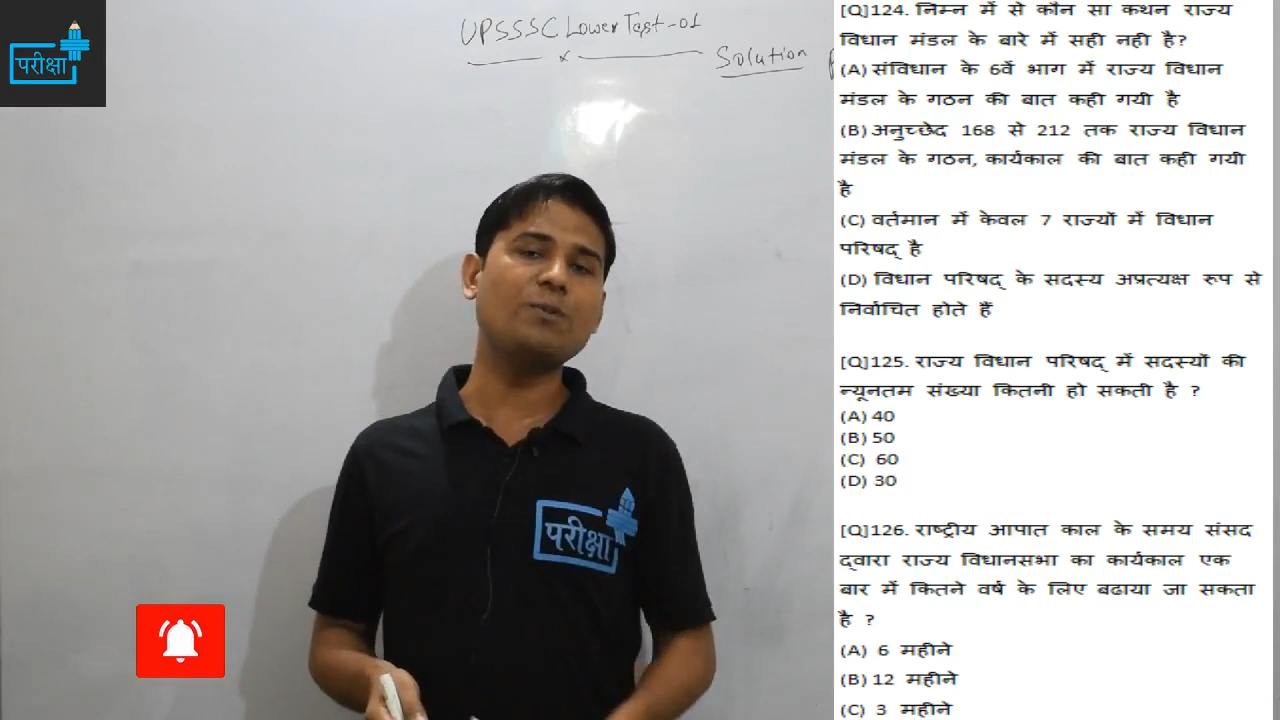 परीक्षा
UPSSSC Lower Test-01
x
Solution
[Q]124. निम्न में से कौन सा कथन राज्य
विधान मंडल के बारे में सही नही है?
(A) संविधान के 6वें भाग में राज्य विधान
मंडल के गठन की बात कही गयी है
(B) अनुच्छेद 168 से 212 तक राज्य विधान
मंडल के गठन, कार्यकाल की बात कही गयी
है
(C) वर्तमान में केवल 7 राज्यों में विधान
परिषद् है
(D) विधान परिषद् के सदस्य अप्रत्यक्ष रूप से
निर्वाचित होते हैं
[Q]125. राज्य विधान परिषद् में सदस्यों की
न्यूनतम संख्या कितनी हो सकती है ?
(A) 40
(B) 50
(C) 60
(D) 30
[Q]126. राष्ट्रीय आपात काल के समय संसद
द्वारा राज्य विधानसभा का कार्यकाल एक
बार में कितने वर्ष के लिए बढाया जा सकता
है ?
(A) 6 महीने
(B) 12 महीने
(C) 3 महीने
परीक्षा